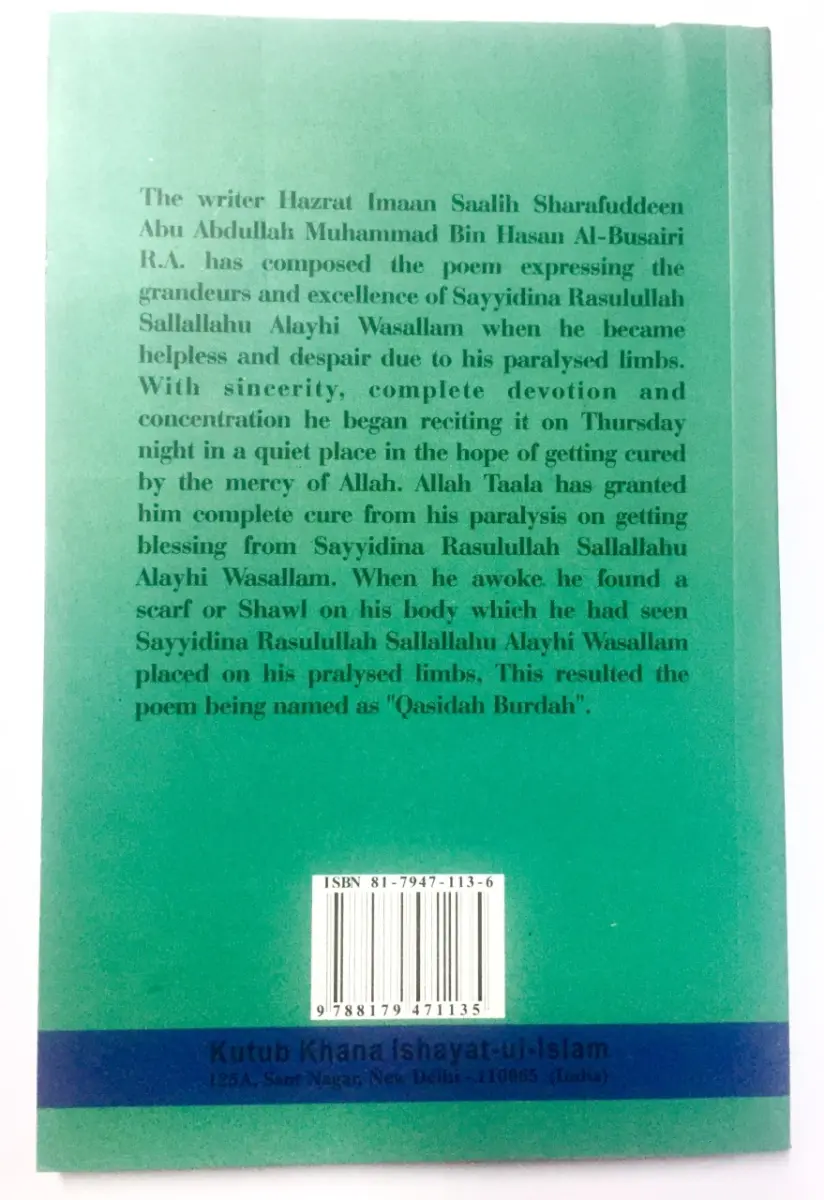 The writer Hazrat Imaan Saalih Sharafuddeen
Abu Abdullah Muhammad Bin Hasan Al-Busairi
R.A. has composed the poem expressing the
grandeurs and excellence of Sayyidina Rasulullah
Sallallahu Alayhi Wasallam when he became
helpless and despair due to his paralysed limbs.
With sincerity, complete devotion and
concentration he began reciting it on Thursday
night in a quiet place in the hope of getting cured
by the mercy of Allah. Allah Taala has granted
him complete cure from his paralysis on getting
blessing from Sayyidina Rasulullah Sallallahu
Alayhi Wasallam. When he awoke he found a
scarf or Shawl on his body which he had seen
Sayyidina Rasulullah Sallallahu Alayhi Wasallam
placed on his pralysed limbs, This resulted the
poem being named as "Qasidah Burdah".
ISBN 81-7947-113-6
9 788179 471135
Kutub Khana Ishayat-ul-Islam
125A, Sant Nagar, New Delhi - 110065 (India)